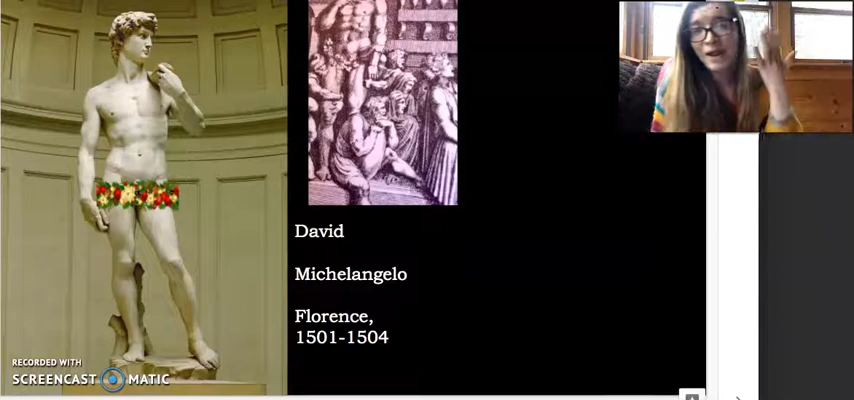 David
Michelangelo
Florence,
1501-1504
RECORDED WITH
SCREENCAST MATIC